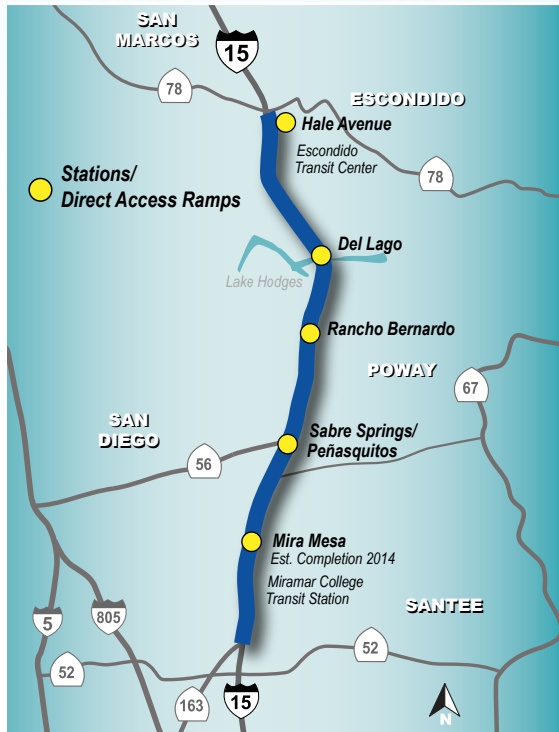 SAN
MARCOS
15
78
ESCONDIDO
Hale Avenue
Escondido
Transit Center
78
Stations/
Direct Access Ramps
Del Lago
Lake Hodges
Rancho Bernardo
POWAY
67
SAN
DIEGO
Sabre Springs/
Peñasquitos
56
Mira Mesa
Est. Completion 2014
Miramar College
Transit Station
SANTEE
5
805
52
52
163
15
N